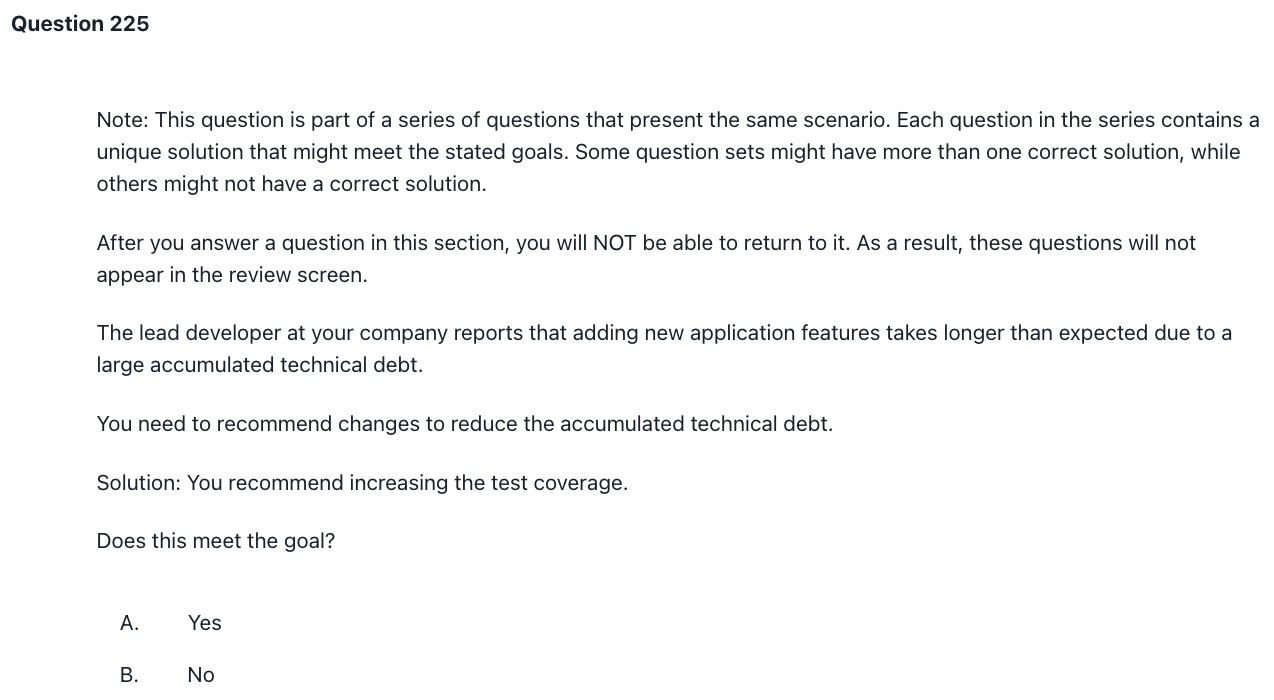 Question 225
Note: This question is part of a series of questions that present the same scenario. Each question in the series contains a
unique solution that might meet the stated goals. Some question sets might have more than one correct solution, while
others might not have a correct solution.
After you answer a question in this section, you will NOT be able to return to it. As a result, these questions will not
appear in the review screen.
The lead developer at your company reports that adding new application features takes longer than expected due to a
large accumulated technical debt.
You need to recommend changes to reduce the accumulated technical debt.
Solution: You recommend increasing the test coverage.
Does this meet the goal?
A. Yes
B. No